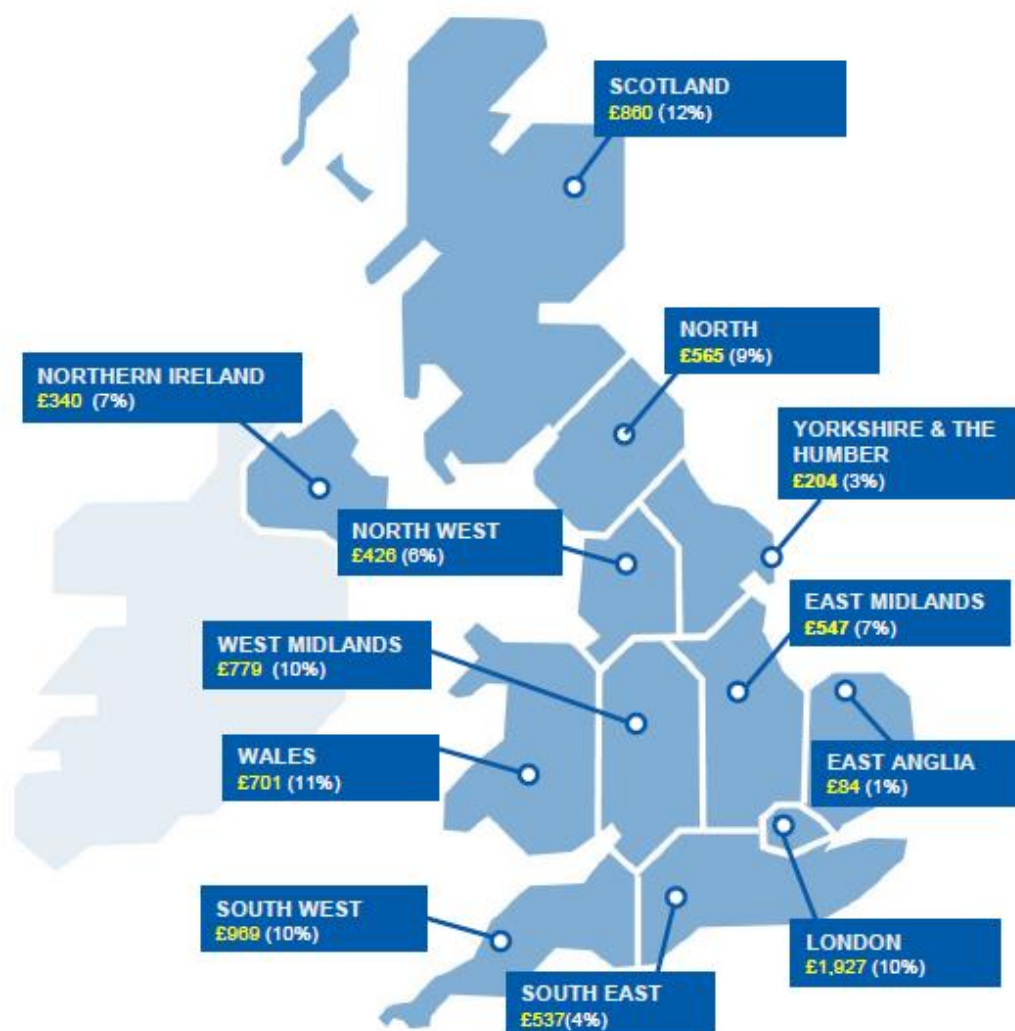 SCOTLAND
£860 (12%)
NORTH
£565 (9%)
NORTHERN IRELAND
£340 (7%)
YORKSHIRE & THE
HUMBER
£204 (3%)
NORTH WEST
£426 (6%)
EAST MIDLANDS
£547 (7%)
WEST MIDLANDS
£779 (10%)
WALES
£701 (11%)
EAST ANGLIA
£84 (1%)
SOUTH WEST
£969 (10%)
LONDON
£1,927 (10%)
SOUTH EAST
£537(4%)